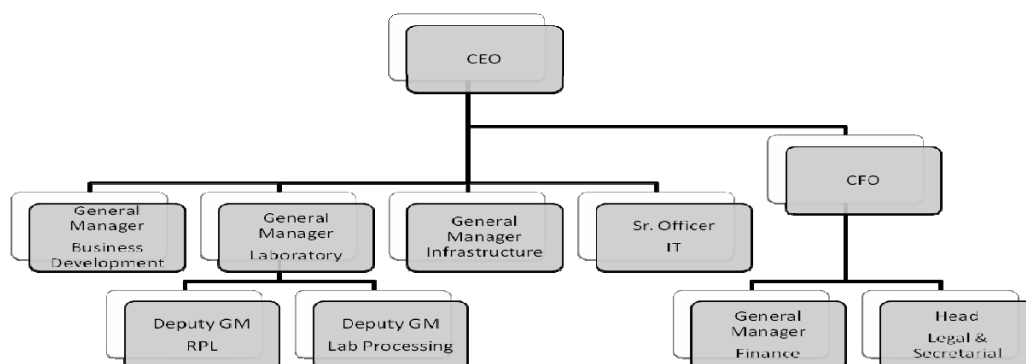 CEO
CFO
General
Manager
Business
Development
General
Manager
Laboratory
General
Manager
Infrastructure
Sr. Officer
IT
Deputy GM
RPL
Deputy GM
Lab Processing
General
Manager
Finance
Head
Legal &
Secretarial